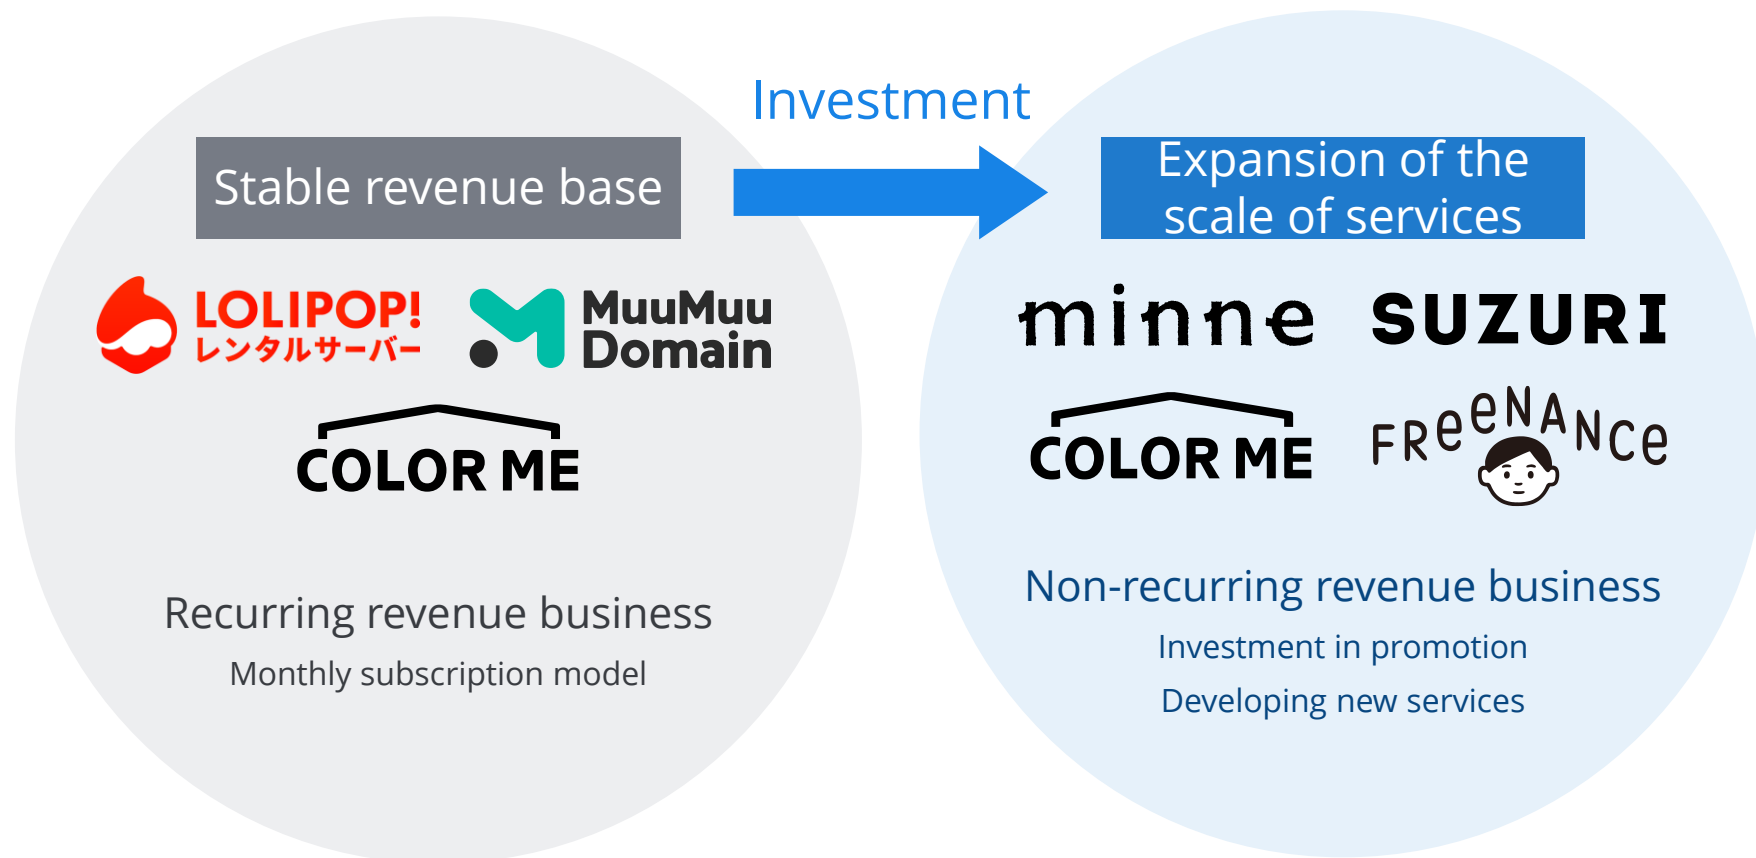 Investment
Stable revenue base
LOLIPOP!
レンタルサーバー
MuuMuu
Domain
COLOR ME
Recurring revenue business
Monthly subscription model
Expansion of the
scale of services
minne
SUZURI
COLOR ME
FReeNANce
Non-recurring revenue business
Investment in promotion
Developing new services